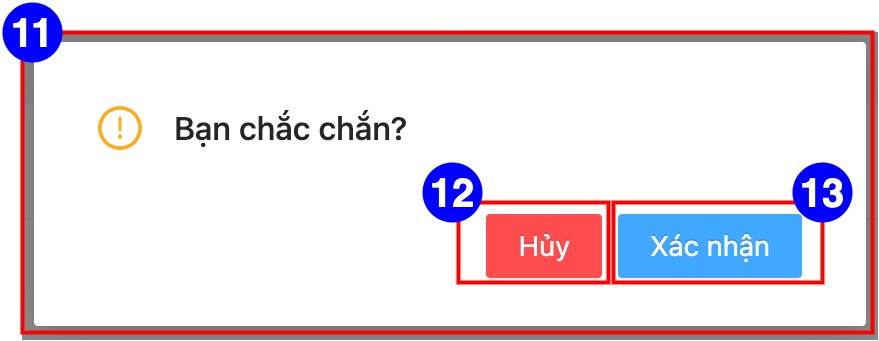 11
Bạn chắc chắn?
12
13
Hủy
Xác nhận